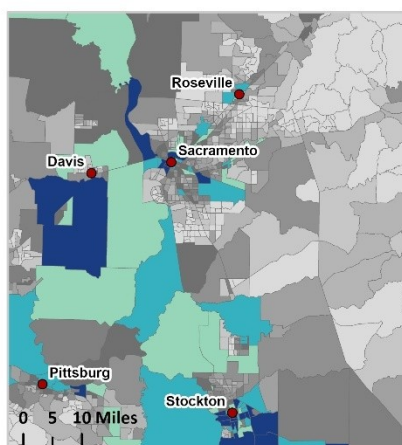 Roseville
Sacramento
Davis
Pittsburg
Stockton
0 5 10 Miles